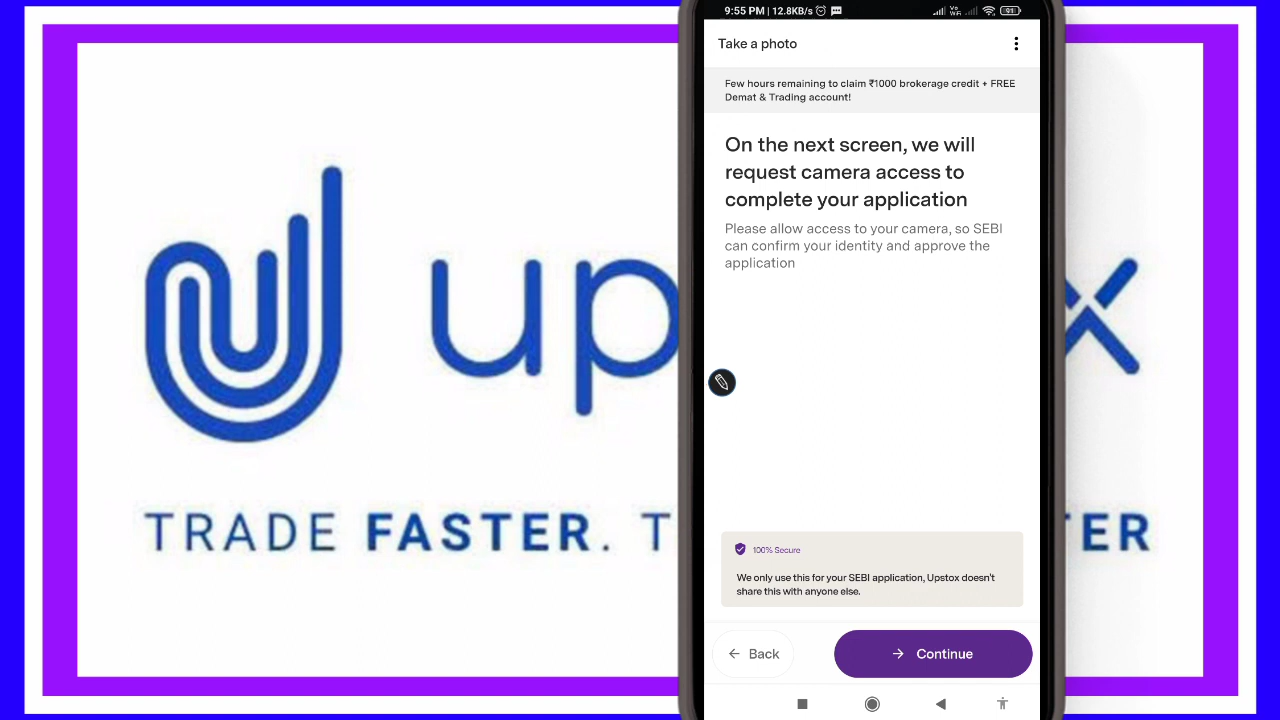 up
x
TRADE FASTER. T
TER
9:55 PM | 12.8KB/s
Vo
WiFi
91
Take a photo
Few hours remaining to claim ₹1000 brokerage credit + FREE
Demat & Trading account!
On the next screen, we will
request camera access to
complete your application
Please allow access to your camera, so SEBI
can confirm your identity and approve the
application
100% Secure
We only use this for your SEBI application, Upstox doesn't
share this with anyone else.
Back
Continue